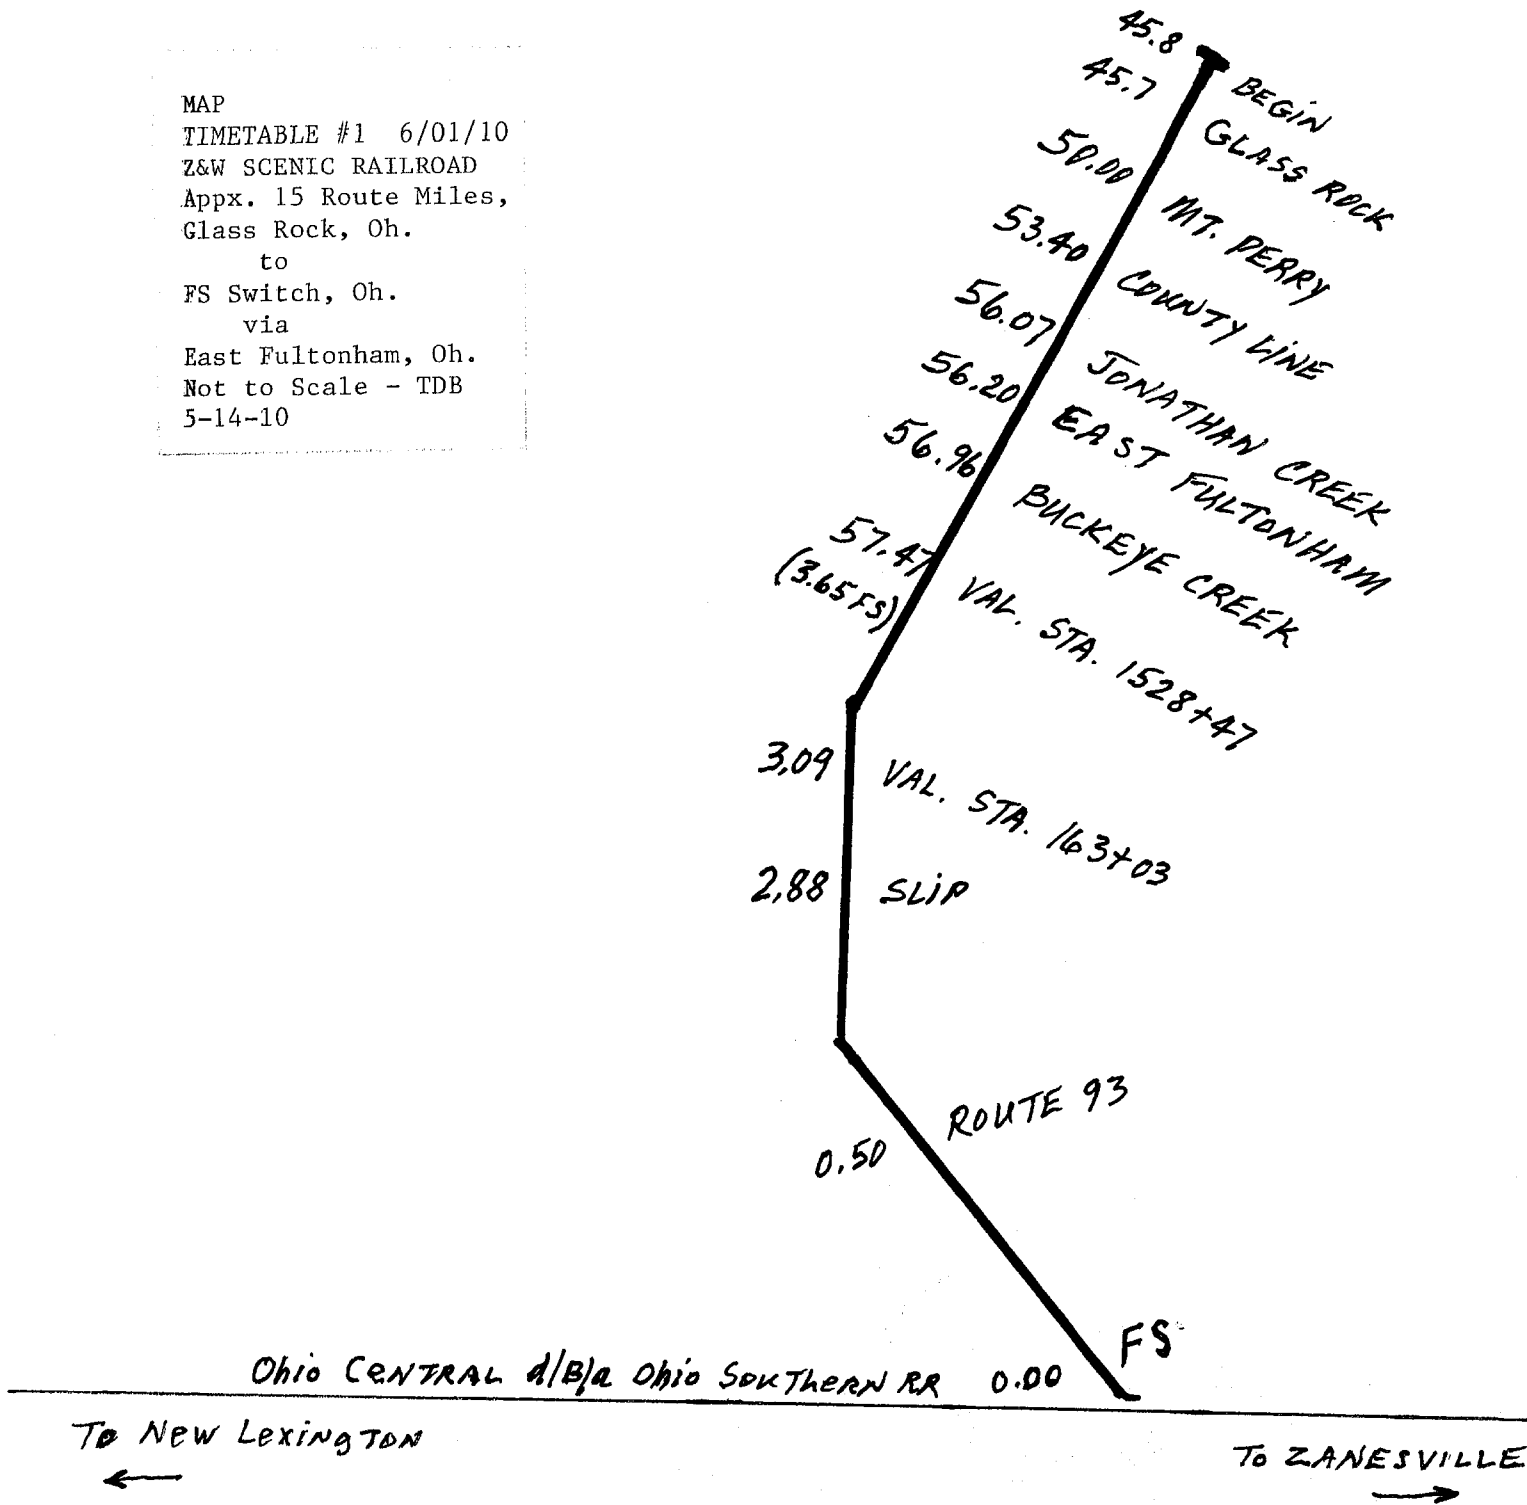 MAP
TIMETABLE #1 6/01/10
Z&W SCENIC RAILROAD
Appx. 15 Route Miles,
Glass Rock, Oh.
to
FS Switch, Oh.
via
East Fultonham, Oh.
Not to Scale - TDB
5-14-10
45.8 BEGIN
45.7 GLASS ROCK
50.00 MT. PERRY
53.40 COUNTY LINE
56.07 JONATHAN CREEK
56.20 EAST FULTONHAM
56.96 BUCKEYE CREEK
57.47 VAL. STA. 1528+47
(3.65 FS)
3.09 VAL. STA. 163+03
2.88 SLIP
0.50 ROUTE 93
FS
Ohio CENTRAL d/B/a Ohio SOUTHERN RR 0.00
To New Lexington
To ZANESVILLE